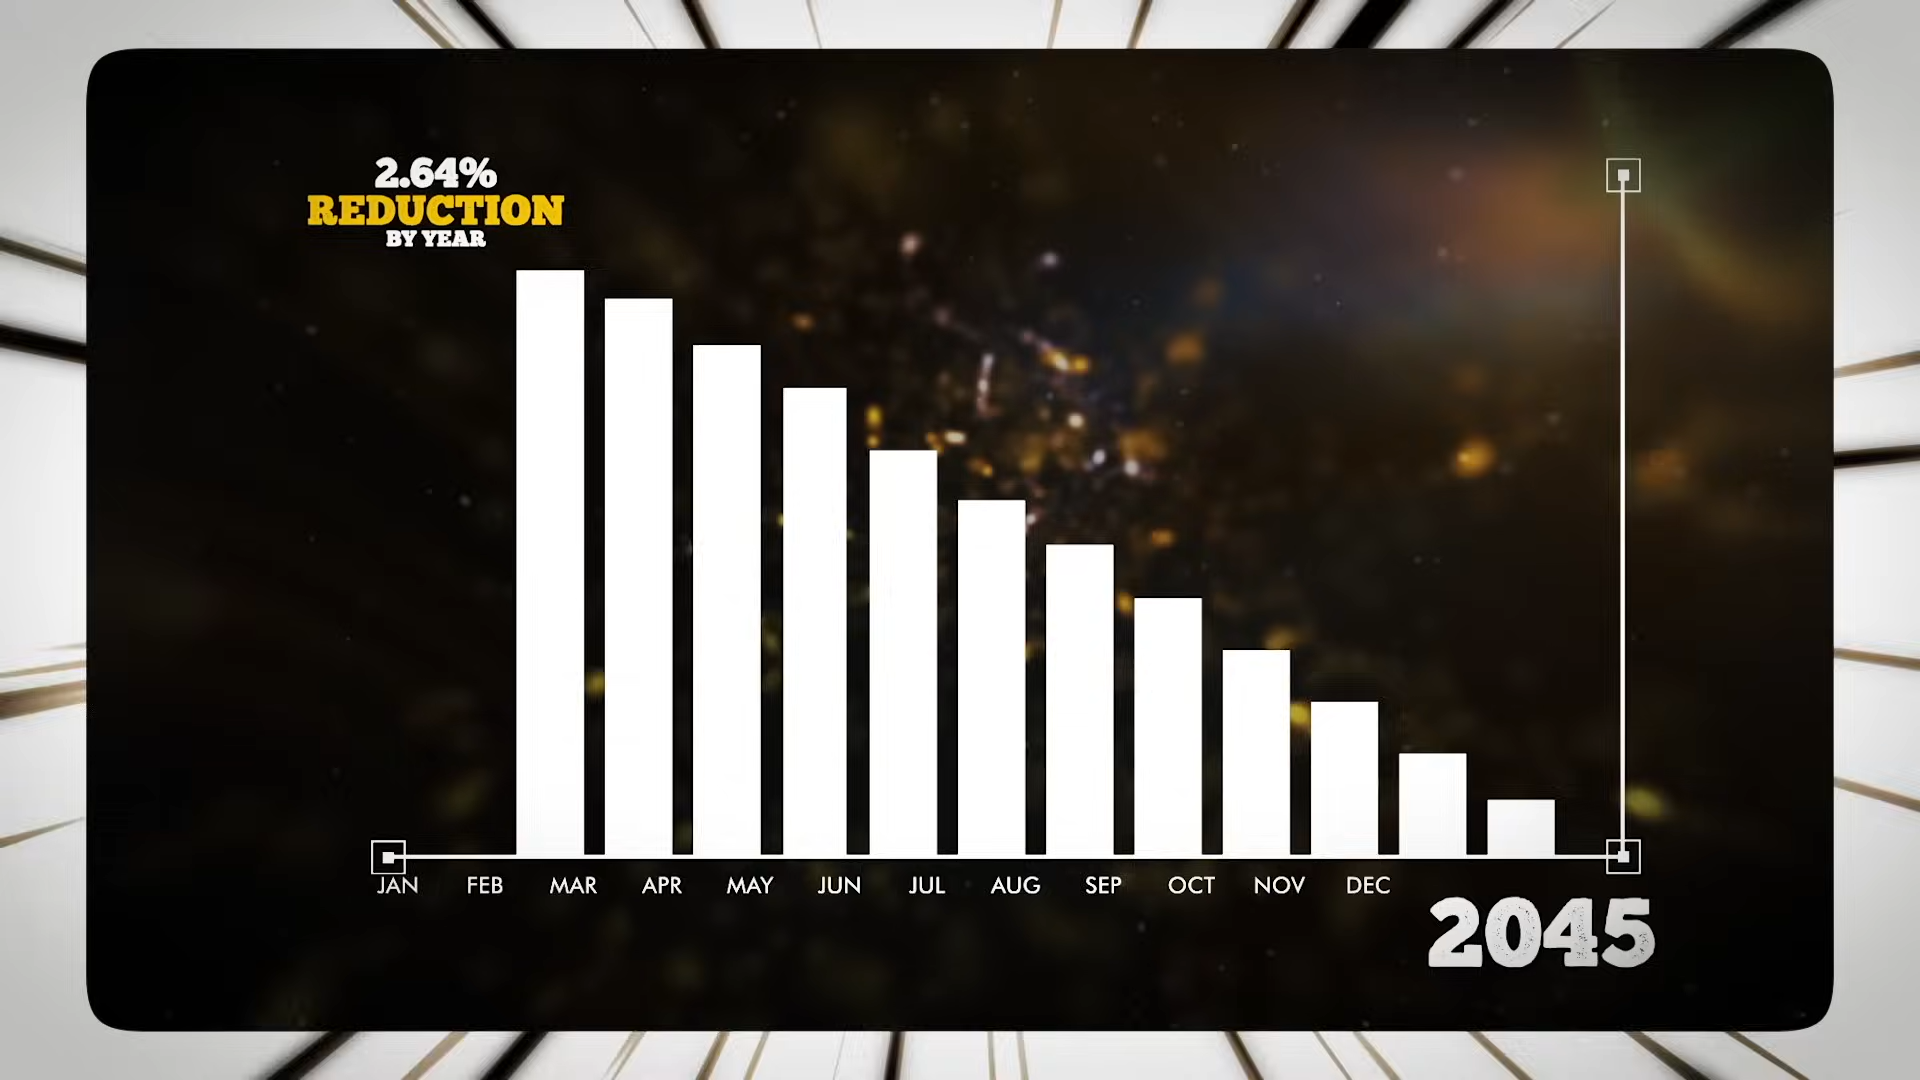 2.64%
REDUCTION
BY YEAR
JAN FEB MAR APR MAY JUN JUL AUG SEP OCT NOV DEC
2045